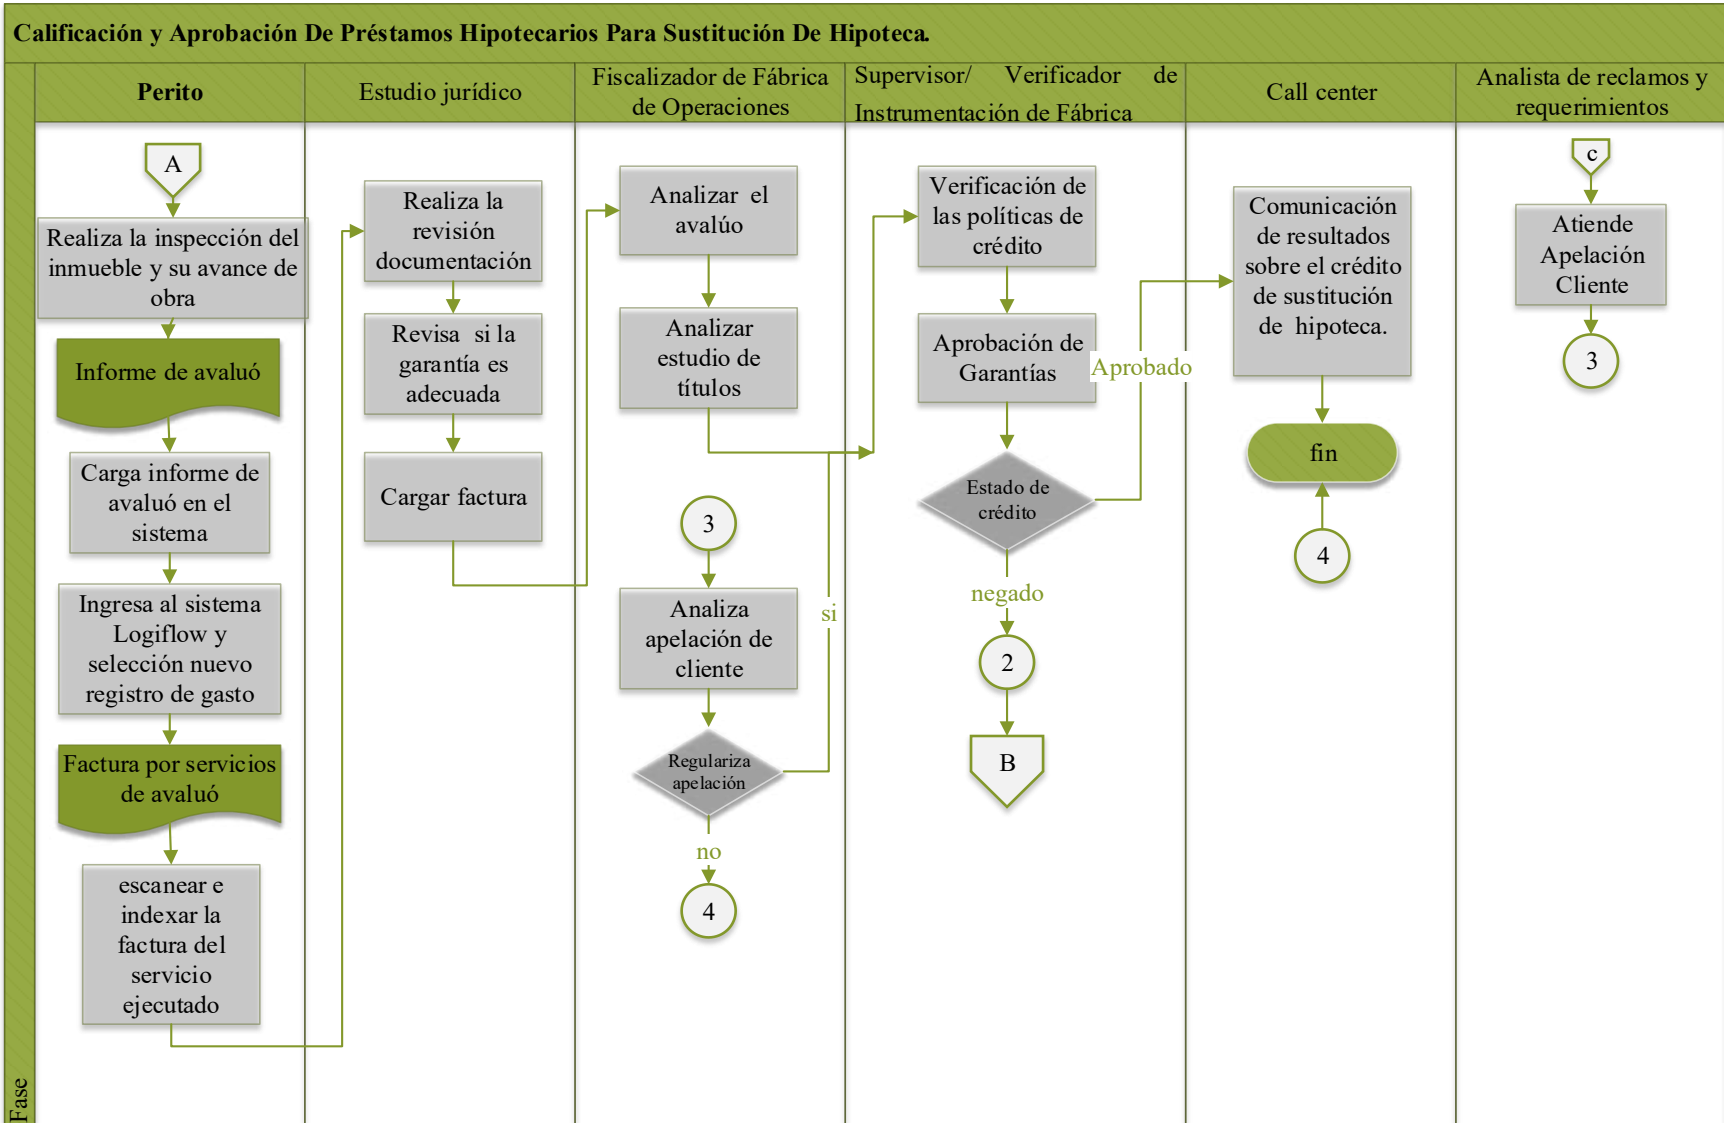 Calificación y Aprobación De Préstamos Hipotecarios Para Sustitución De Hipoteca.
Fase
Perito
Estudio jurídico
Fiscalizador de Fábrica
de Operaciones
Supervisor/ Verificador de
Instrumentación de Fábrica
Call center
Analista de reclamos y
requerimientos
A
Realiza la inspección del
inmueble y su avance de
obra
Informe de avaluó
Carga informe de
avaluó en el
sistema
Ingresa al sistema
Logiflow y
selección nuevo
registro de gasto
Factura por servicios
de avaluó
escanear e
indexar la
factura del
servicio
ejecutado
Realiza la
revisión
documentación
Revisa si la
garantía es
adecuada
Cargar factura
Analizar el
avalúo
Analizar
estudio de
títulos
3
Analiza
apelación de
cliente
Regulariza
apelación
si
no
4
Verificación de
las políticas de
crédito
Aprobación de
Garantías
Estado de
crédito
Aprobado
negado
2
B
Comunicación
de resultados
sobre el crédito
de sustitución
de hipoteca.
fin
4
c
Atiende
Apelación
Cliente
3